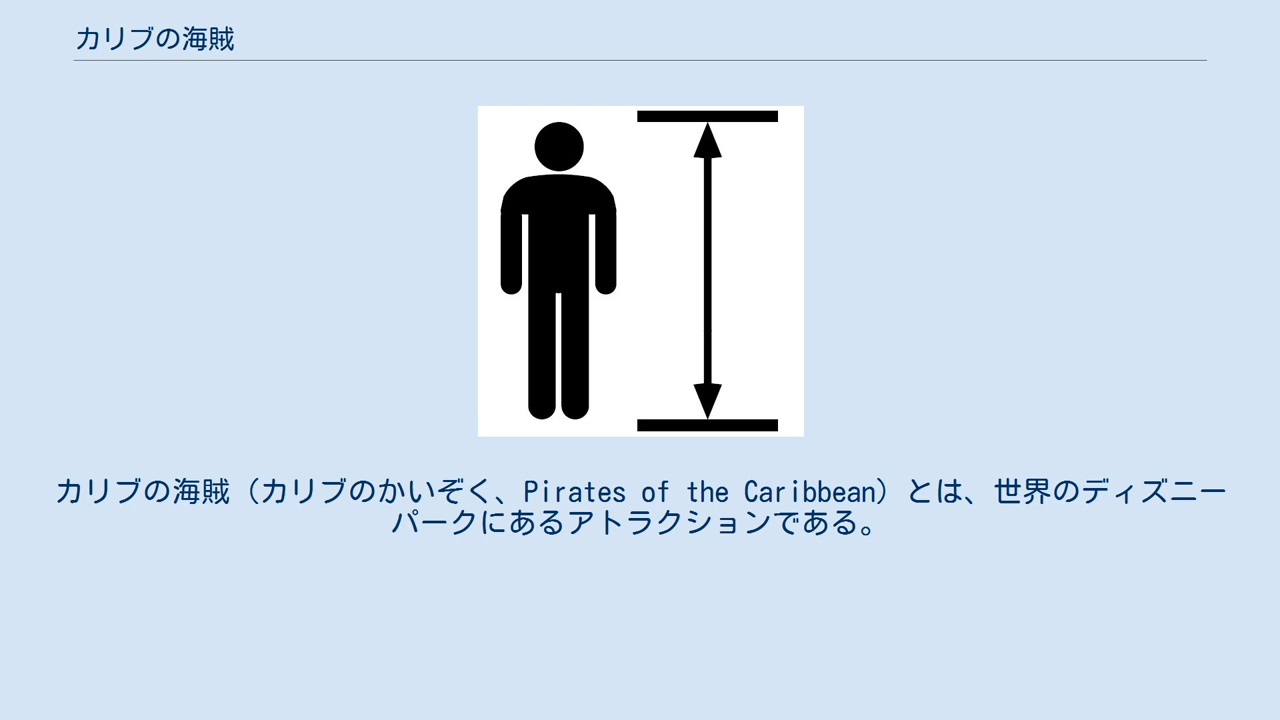 カリブの海賊
カリブの海賊（カリブのかいぞく、Pirates of the Caribbean）とは、世界のディズニー
パークにあるアトラクションである。